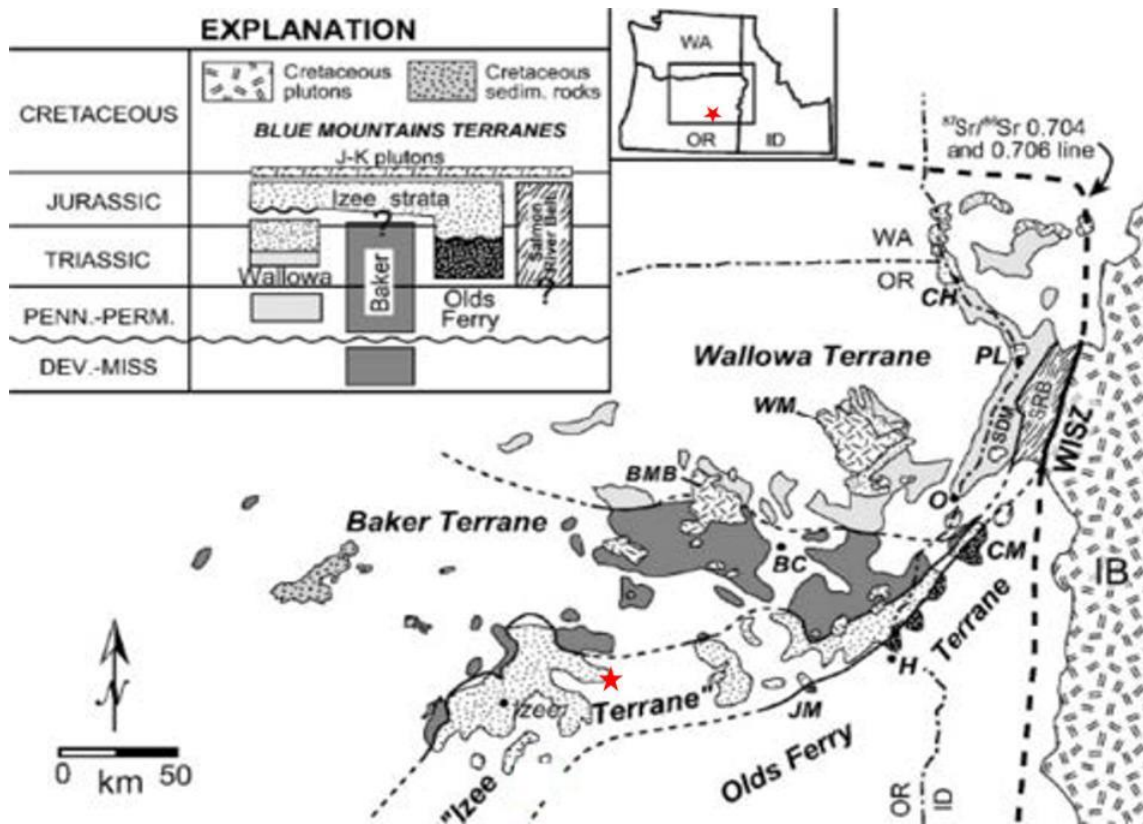 EXPLANATION
CRETACEOUS
Cretaceous
plutons
Cretaceous
sedim. rocks
BLUE MOUNTAINS TERRANES
J-K plutons
JURASSIC
Izee strata
?
TRIASSIC
Wallowa
Baker
Olds
Ferry
Salmon
River Belt
?
PENN.-PERM.
DEV.-MISS
WA
OR
ID
⁸⁷Sr/⁸⁶Sr 0.704
and 0.706 line
WA
OR
CH
PL
Wallowa Terrane
WM
SDM
SRB
WISZ
BMB
O
Baker Terrane
BC
CM
IB
Terrane
H
N
Izee
Terrane"
JM
0 50
km
Olds Ferry
"Izee
OR
ID